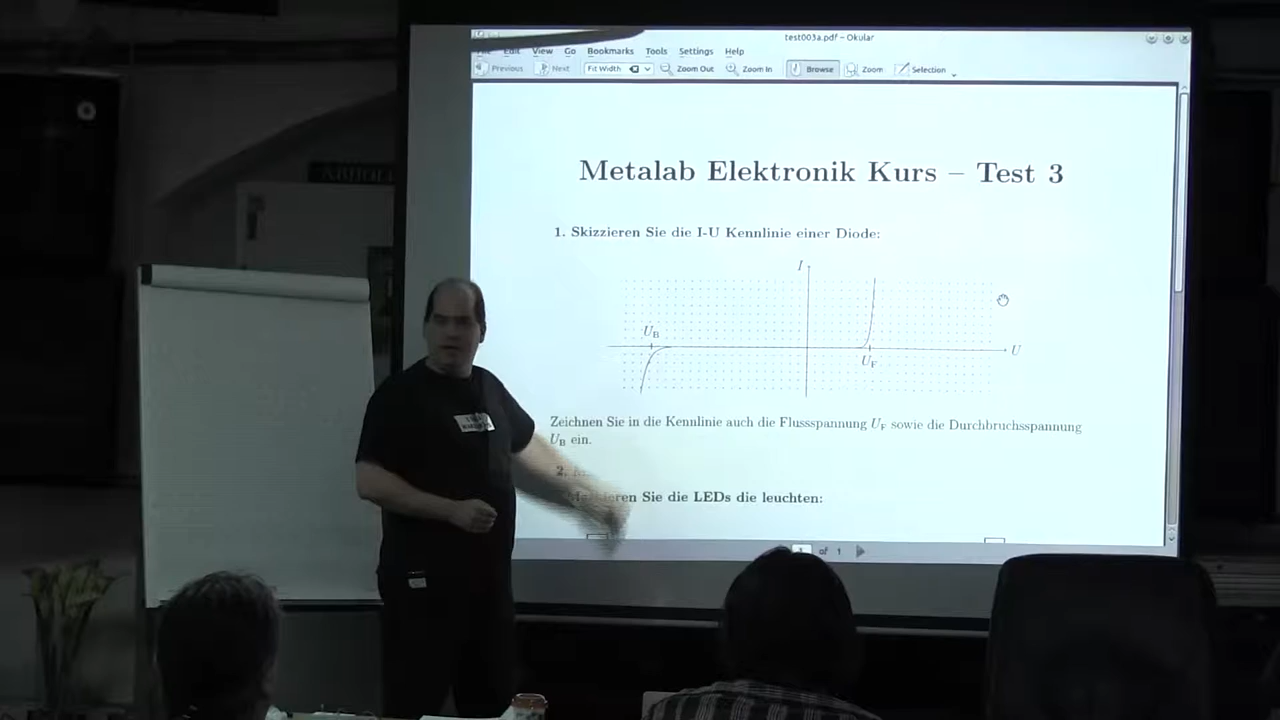 test003a.pdf – Okular
Edit View Go Bookmarks Tools Settings Help
Previous Next Fit Width Zoom Out Zoom In Browse Zoom Selection
Metalab Elektronik Kurs – Test 3
1. Skizzieren Sie die I-U Kennlinie einer Diode:
I
U_B
U
U_F
Zeichnen Sie in die Kennlinie auch die Flussspannung U_F sowie die Durchbruchsspannung
U_B ein.
2.
Sie die LEDs die leuchten:
1 of 1